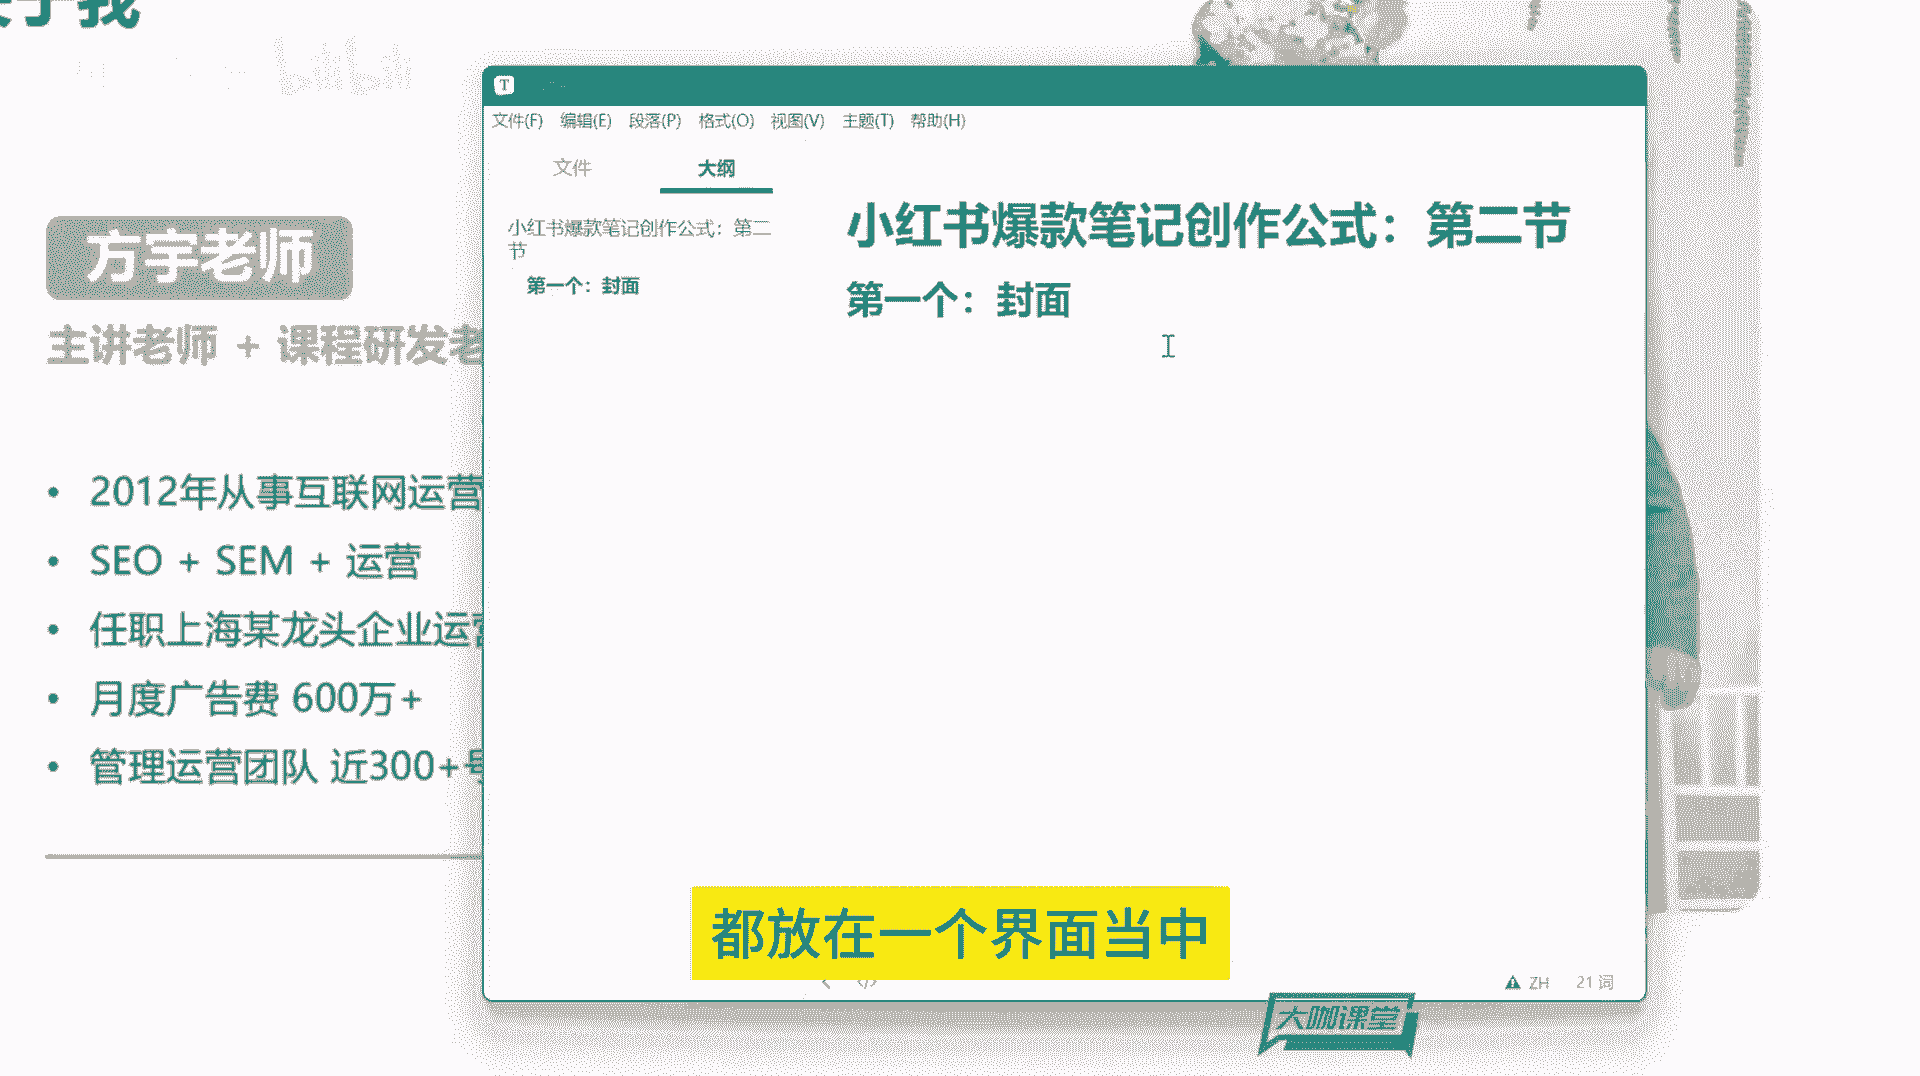 于我
bilibili
方宇老师
主讲老师 + 课程研发老
• 2012年从事互联网运营
• SEO + SEM + 运营
• 任职上海某龙头企业运营
• 月度广告费 600万+
• 管理运营团队 近300+号
T
文件(F) 编辑(E) 段落(P) 格式(O) 视图(V) 主题(T) 帮助(H)
文件 大纲
小红书爆款笔记创作公式：第二
节
第一个：封面
小红书爆款笔记创作公式：第二节
第一个：封面
都放在一个界面当中
ZH 21 词
大咖课堂